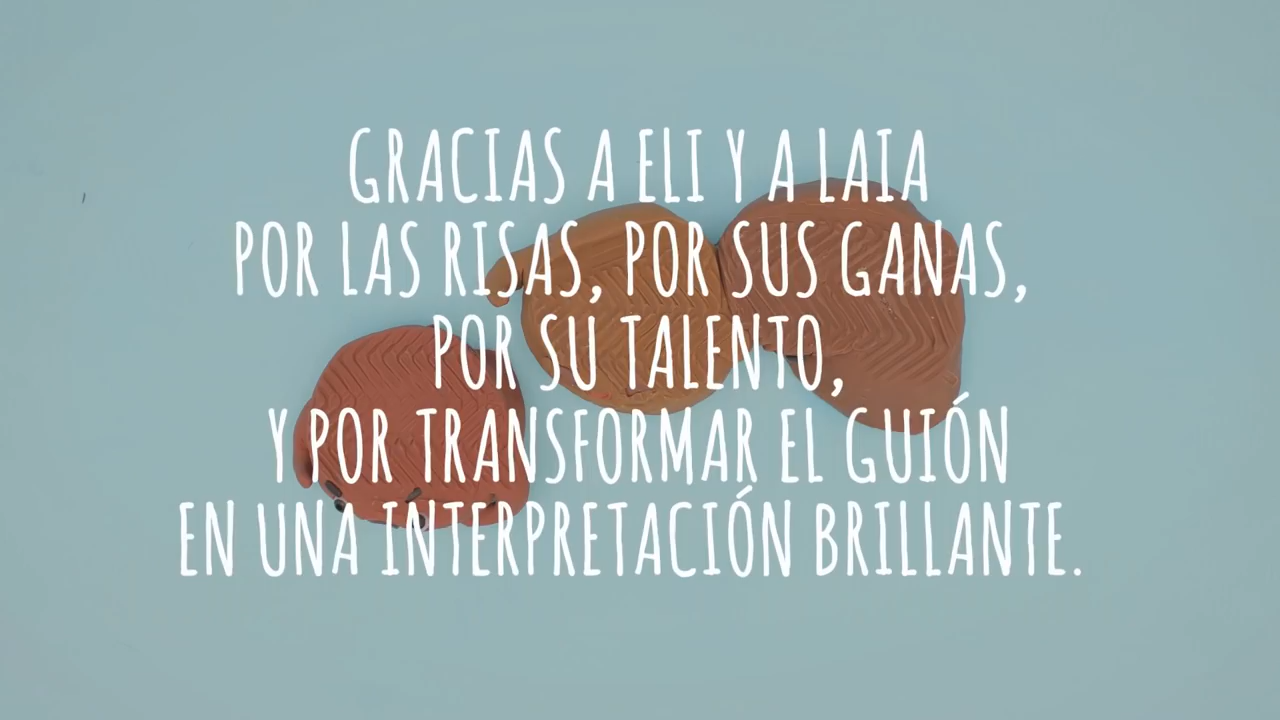 GRACIAS A ELI Y A LAIA
POR LAS RISAS, POR SUS GANAS,
POR SU TALENTO,
Y POR TRANSFORMAR EL GUIÓN
EN UNA INTERPRETACIÓN BRILLANTE.